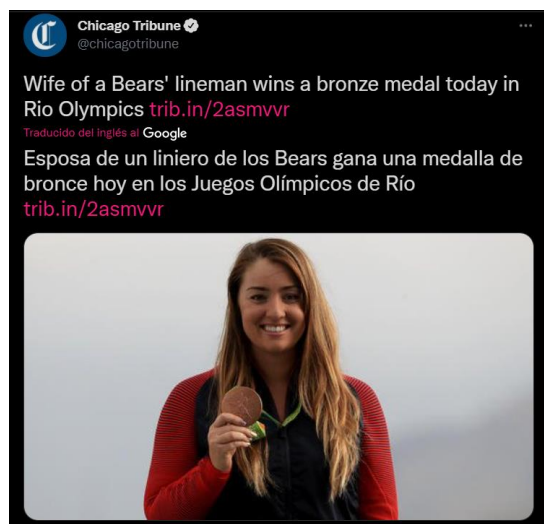 Chicago Tribune
@chicagotribune
Wife of a Bears' lineman wins a bronze medal today in
Rio Olympics trib.in/2asmvvr
Traducido del inglés al Google
Esposa de un liniero de los Bears gana una medalla de
bronce hoy en los Juegos Olímpicos de Río
trib.in/2asmvvr